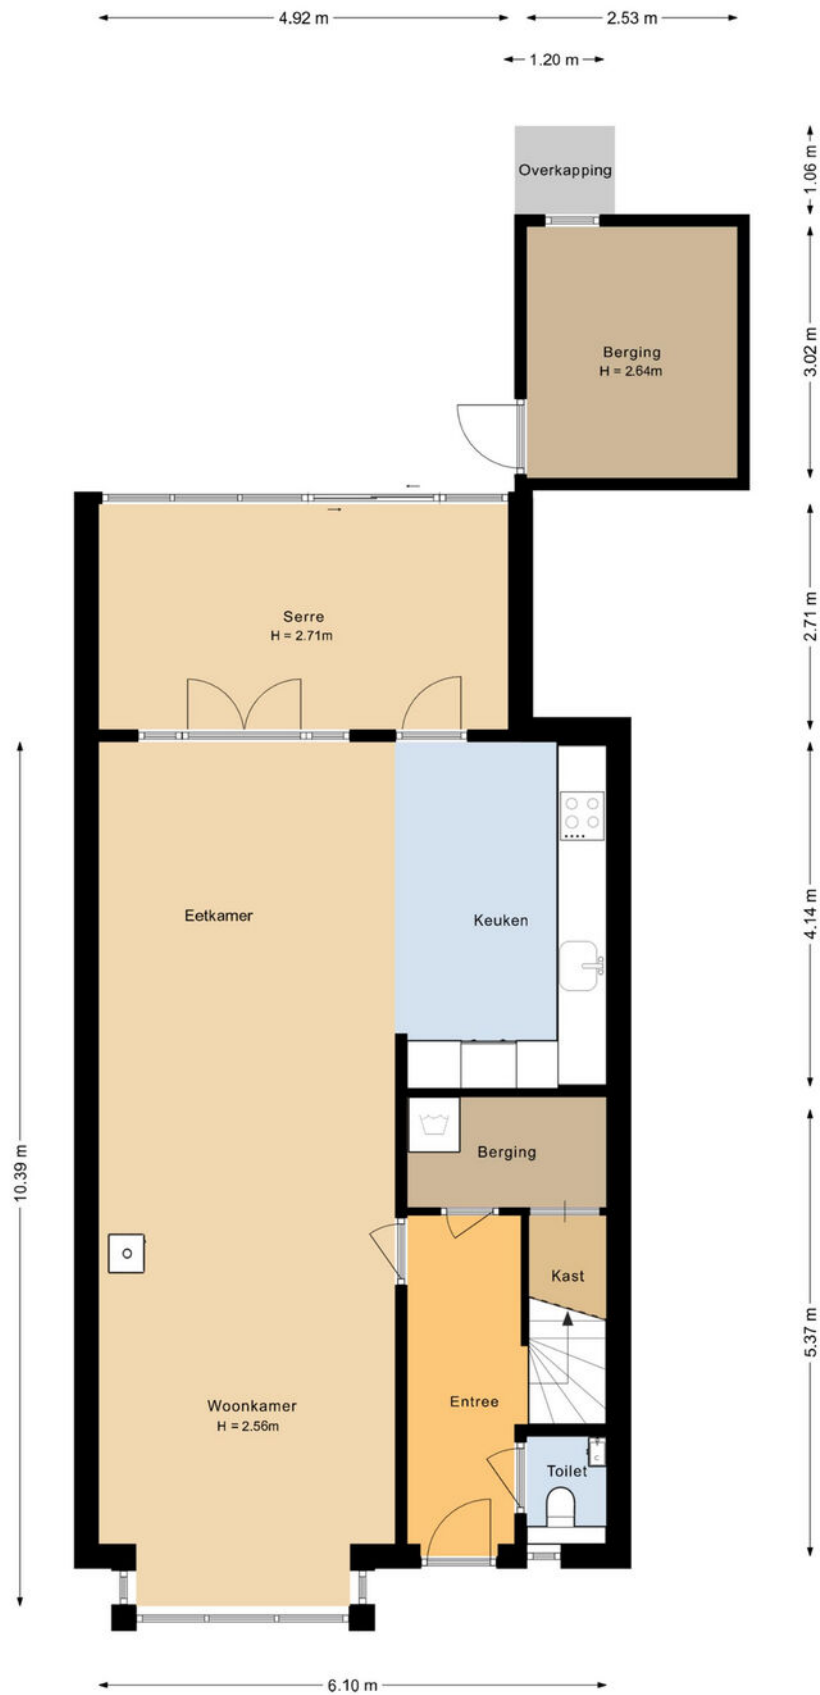 4.92 m
2.53 m
1.20 m
1.06 m
Overkapping
3.02 m
Berging
H = 2.64m
2.71 m
Serre
H = 2.71m
4.14 m
Eetkamer
Keuken
10.39 m
Berging
Kast
5.37 m
Woonkamer
H = 2.56m
Entree
Toilet
6.10 m